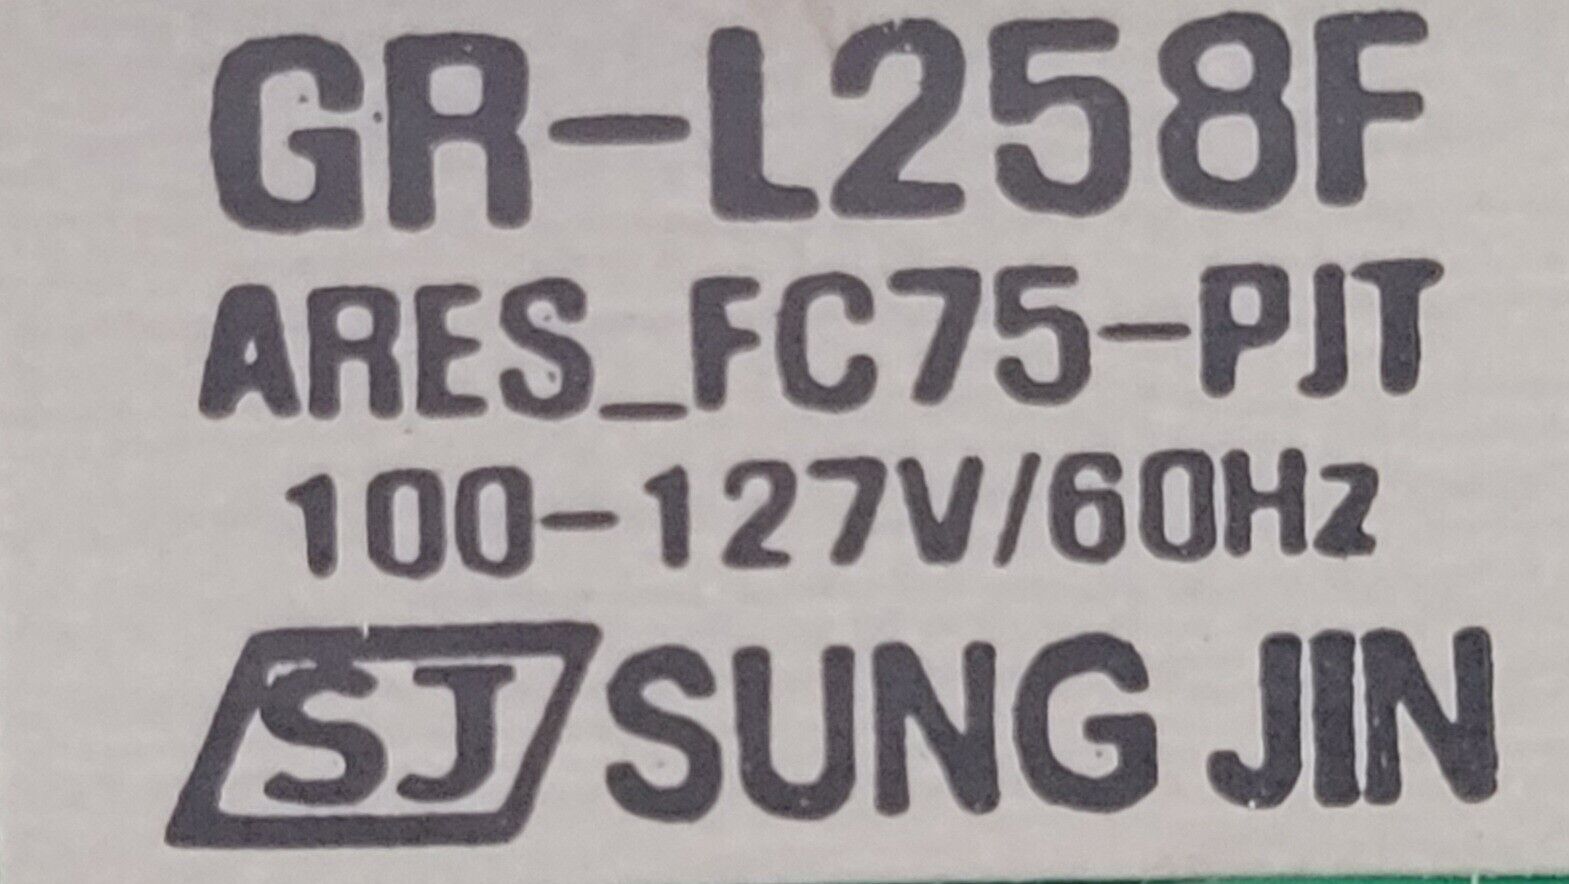 GR-L258F
ARES_FC75-PJT
100-127V/60Hz
SJ SUNG JIN